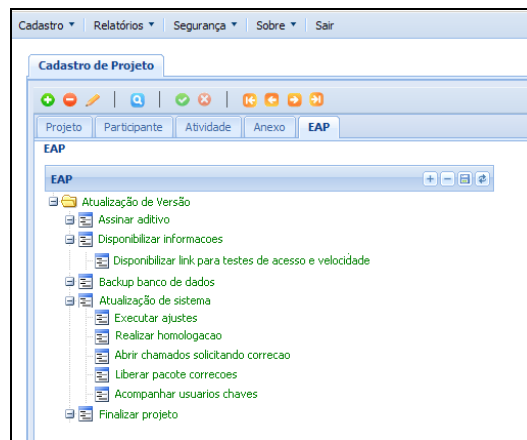 Cadastro Relatórios Segurança Sobre Sair
Cadastro de Projeto
Projeto Participante Atividade Anexo EAP
EAP
EAP
Atualização de Versão
Assinar aditivo
Disponibilizar informacoes
Disponibilizar link para testes de acesso e velocidade
Backup banco de dados
Atualização de sistema
Executar ajustes
Realizar homologacao
Abrir chamados solicitando correcao
Liberar pacote correcoes
Acompanhar usuarios chaves
Finalizar projeto